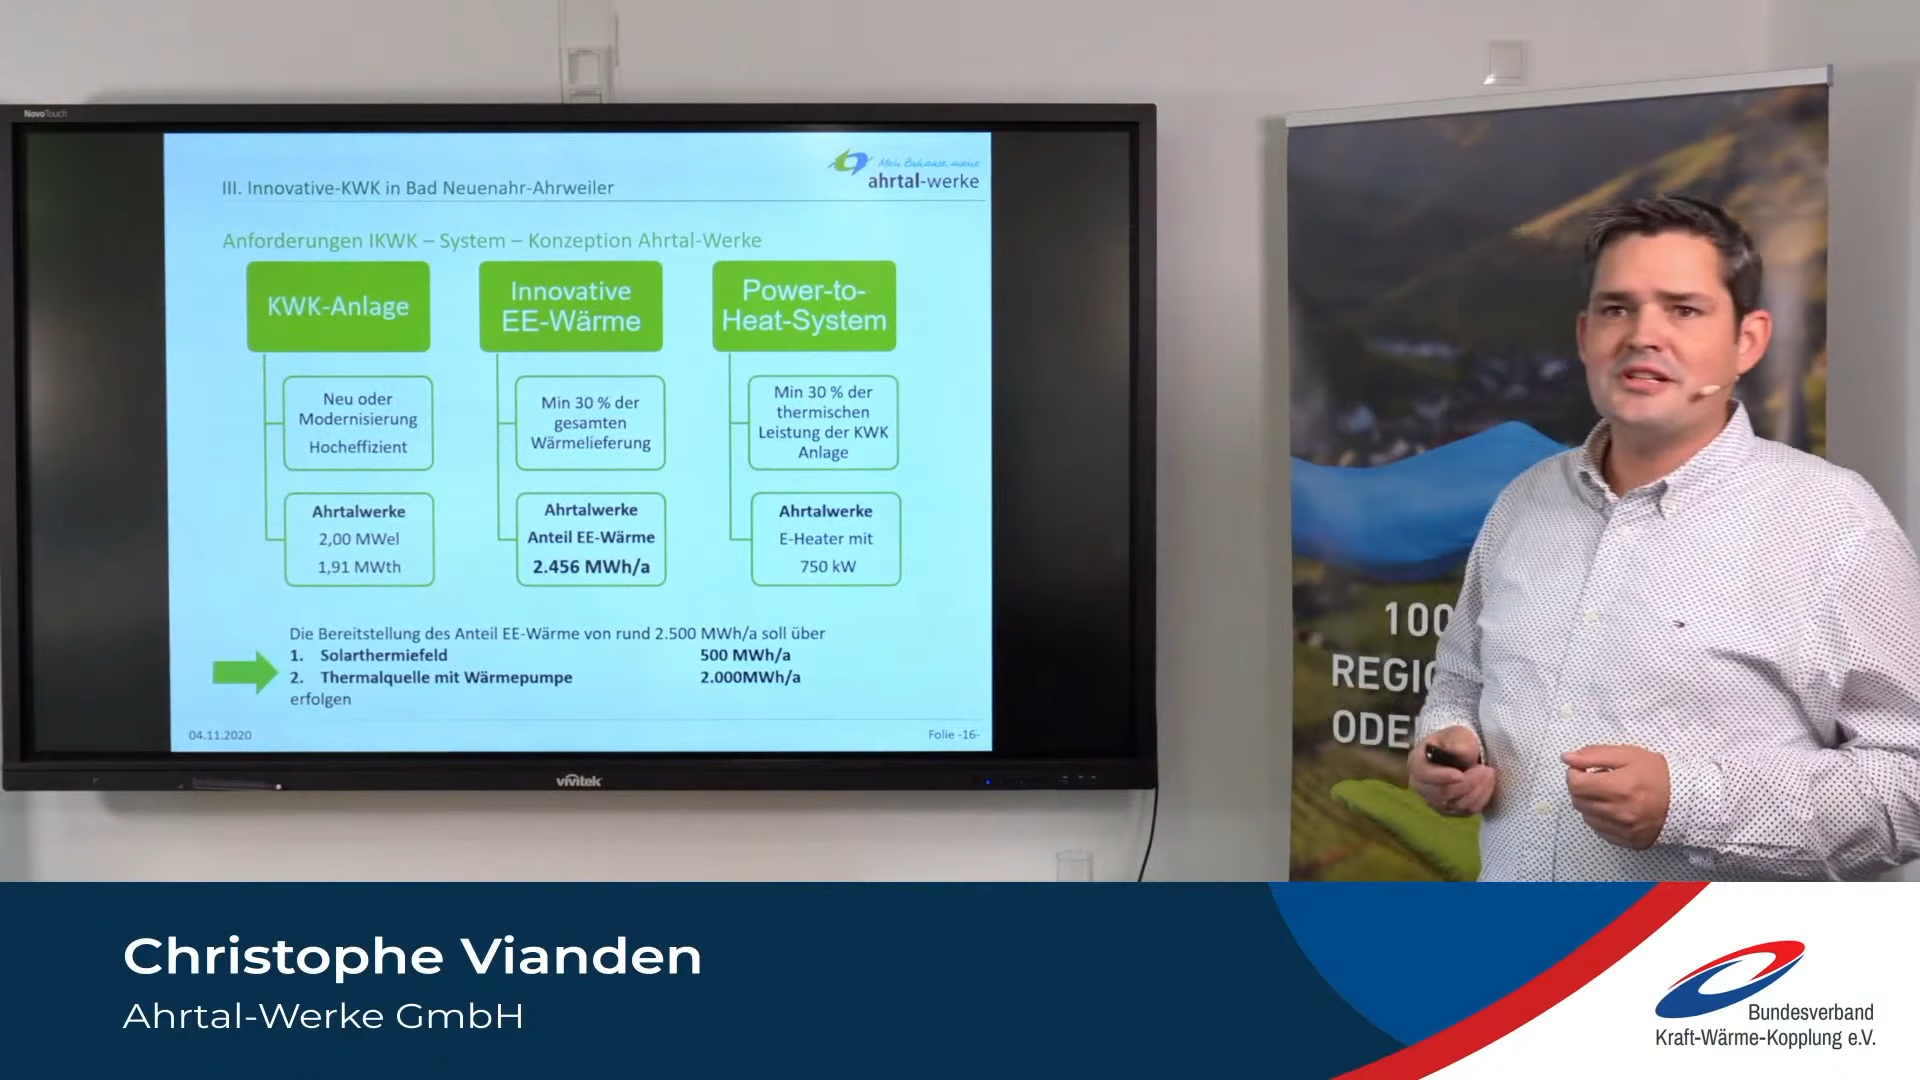 NovoTouch
ahrtal-werke
III. Innovative-KWK in Bad Neuenahr-Ahrweiler
Anforderungen IKWK – System – Konzeption Ahrtal-Werke
KWK-Anlage
Neu oder
Modernisierung
Hocheffizient
Ahrtalwerke
2,00 MWel
1,91 MWth
Innovative
EE-Wärme
Min 30 % der
gesamten
Wärmelieferung
Ahrtalwerke
Anteil EE-Wärme
2.456 MWh/a
Power-to-
Heat-System
Min 30 % der
thermischen
Leistung der KWK
Anlage
Ahrtalwerke
E-Heater mit
750 kW
Die Bereitstellung des Anteil EE-Wärme von rund 2.500 MWh/a soll über
1. Solarthermiefeld 500 MWh/a
2. Thermalquelle mit Wärmepumpe 2.000MWh/a
erfolgen
04.11.2020
Folie -16-
vivitek
100
REGI
ODE
Christophe Vianden
Ahrtal-Werke GmbH
Bundesverband
Kraft-Wärme-Kopplung e.V.